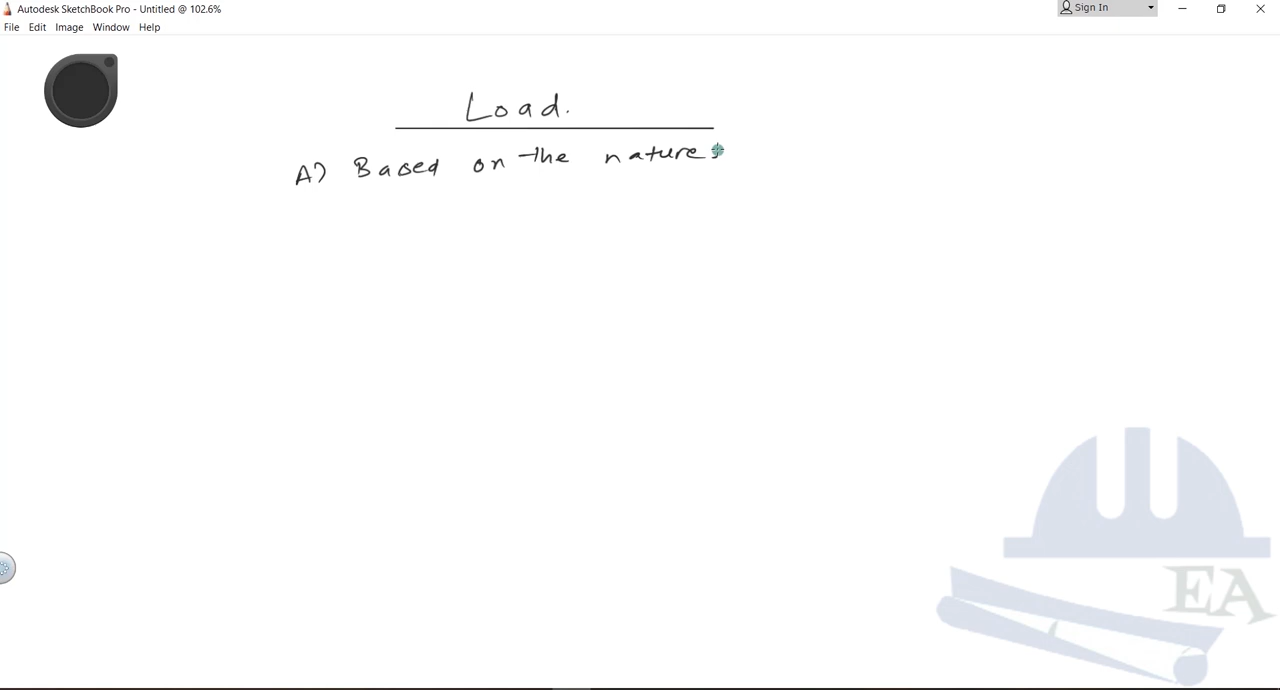 Autodesk SketchBook Pro - Untitled @ 102.6%
Sign In
File Edit Image Window Help
Load.
A) Based on the nature
EA